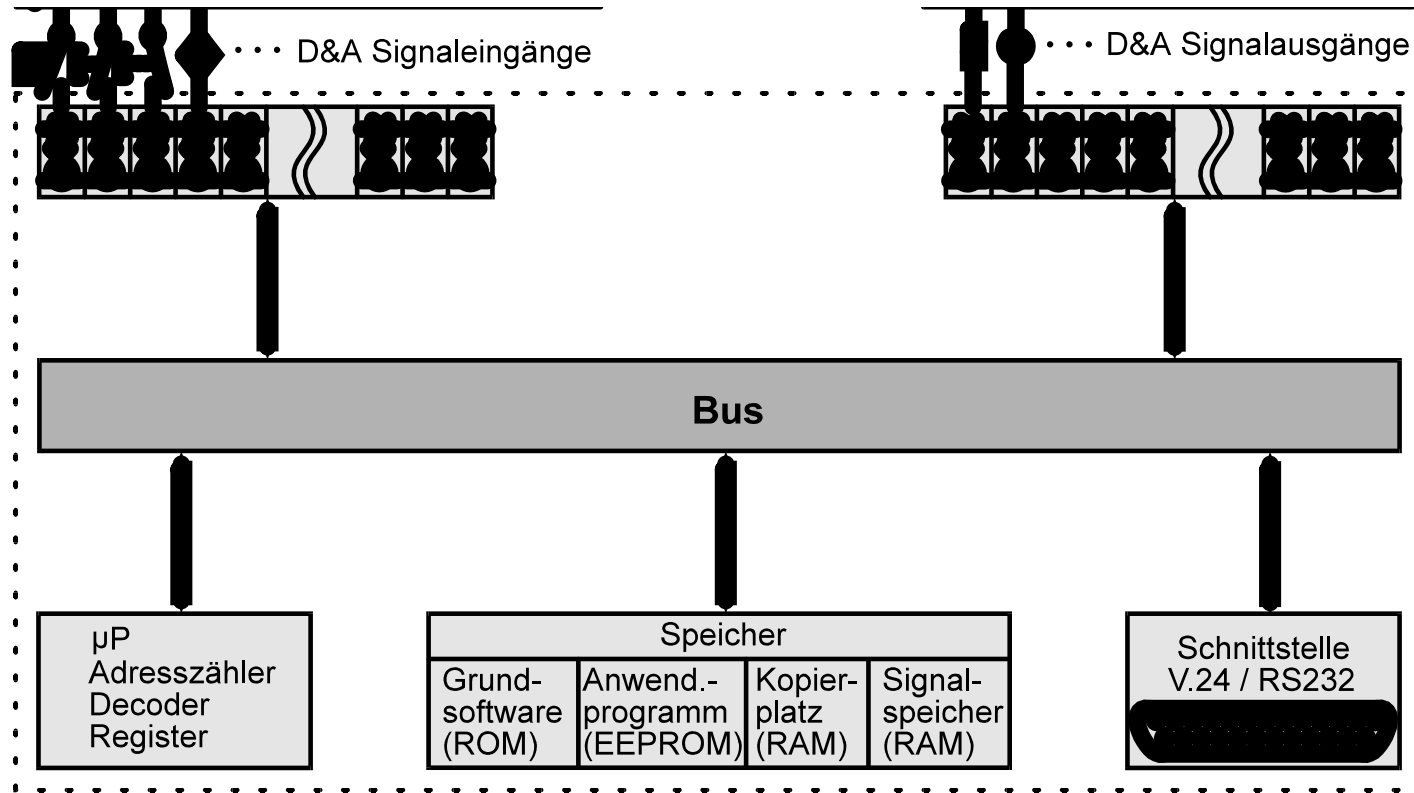 D&A Signaleingänge
D&A Signalausgänge
Bus
µP
Adresszähler
Decoder
Register
Speicher
Grund-
software
(ROM)
Anwend.-
programm
(EEPROM)
Kopier-
platz
(RAM)
Signal-
speicher
(RAM)
Schnittstelle
V.24 / RS232